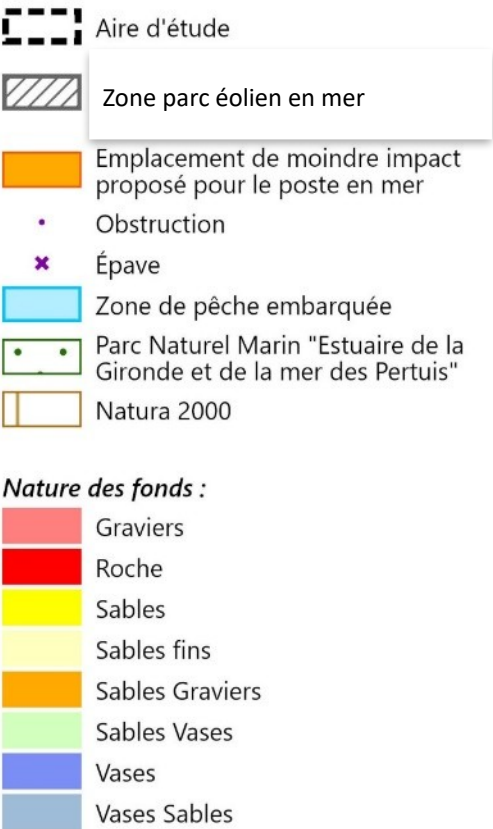 Aire d'étude
Zone parc éolien en mer
Emplacement de moindre impact
proposé pour le poste en mer
Obstruction
Épave
Zone de pêche embarquée
Parc Naturel Marin "Estuaire de la
Gironde et de la mer des Pertuis"
Natura 2000
Nature des fonds :
Graviers
Roche
Sables
Sables fins
Sables Graviers
Sables Vases
Vases
Vases Sables